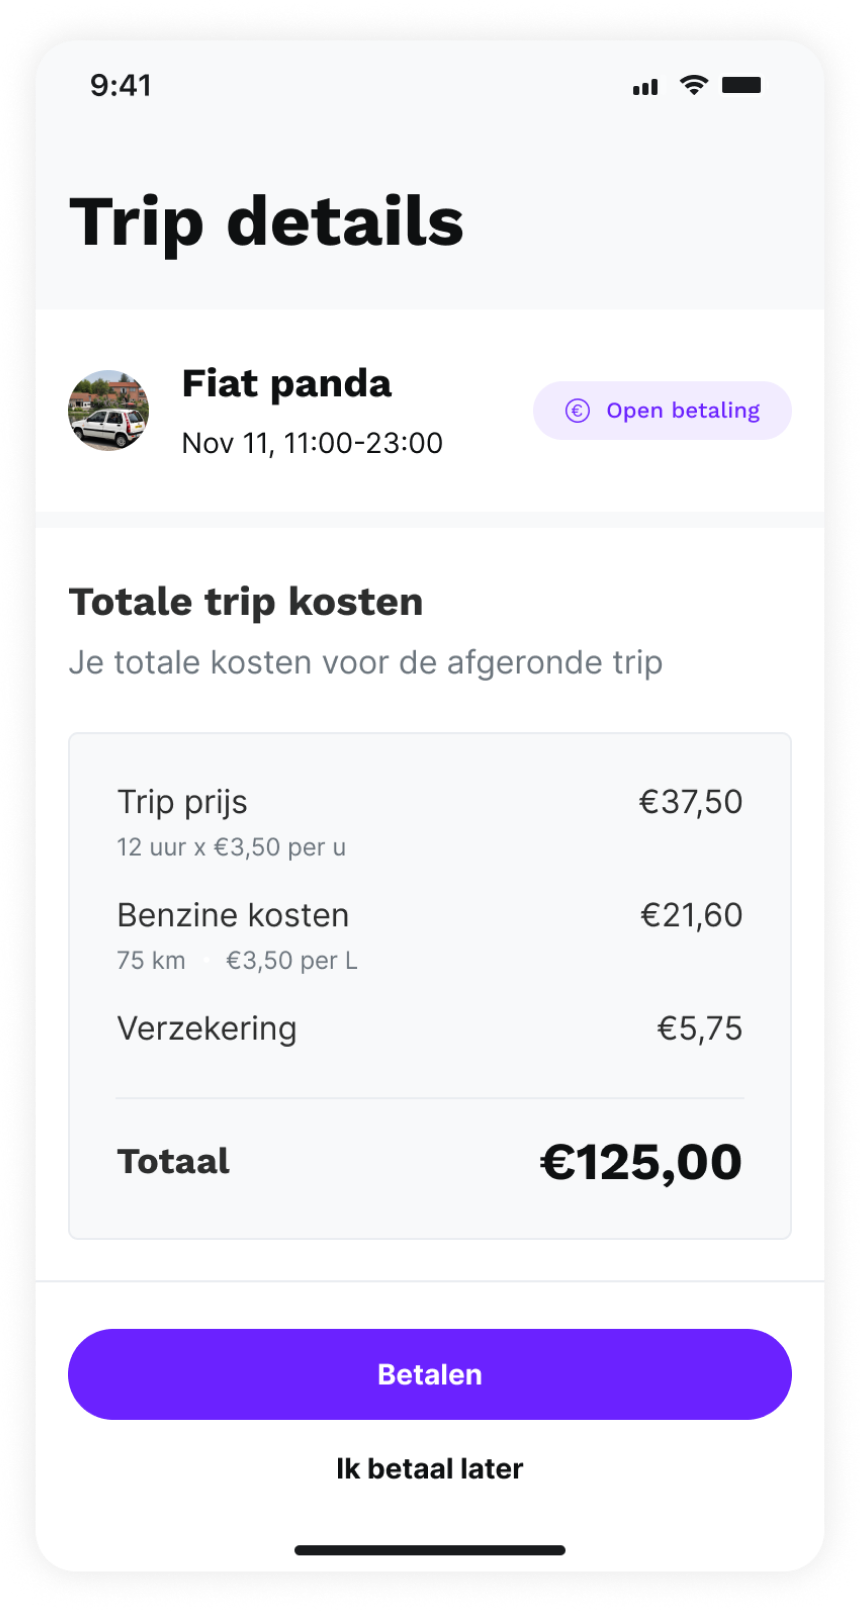 9:41
Trip details
Fiat panda
Nov 11, 11:00-23:00
Open betaling
Totale trip kosten
Je totale kosten voor de afgeronde trip
Trip prijs €37,50
12 uur x €3,50 per u
Benzine kosten €21,60
75 km €3,50 per L
Verzekering €5,75
Totaal €125,00
Betalen
Ik betaal later